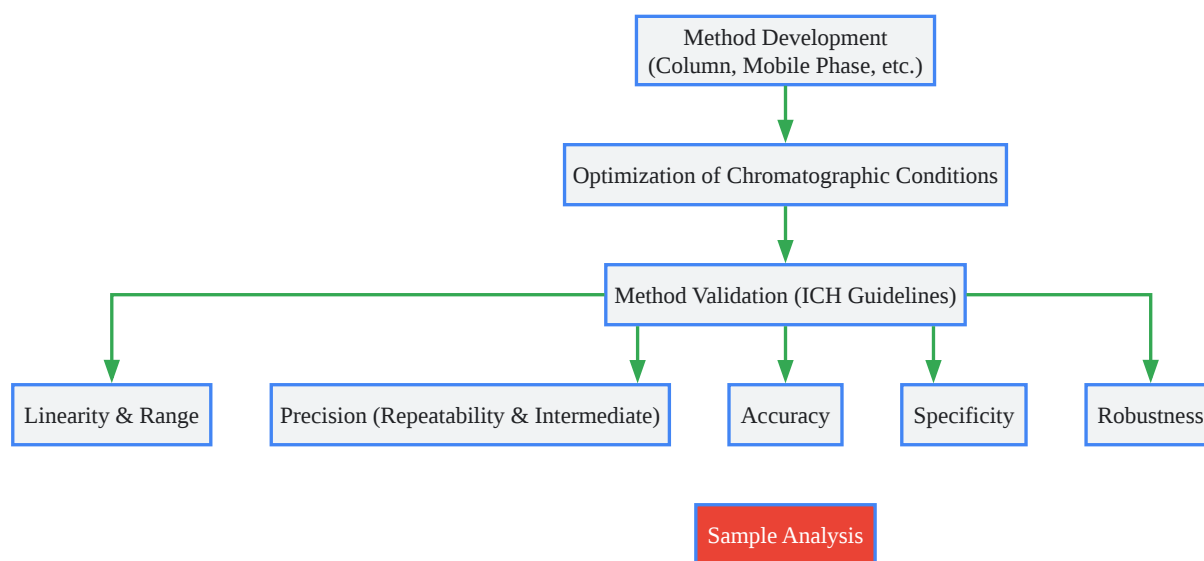 Method Development
(Column, Mobile Phase, etc.)
Optimization of Chromatographic Conditions
Method Validation (ICH Guidelines)
Linearity & Range
Precision (Repeatability & Intermediate)
Accuracy
Specificity
Robustness
Sample Analysis